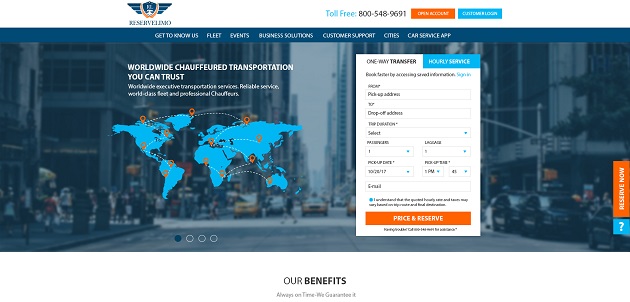 RL
RESERVELIMO
Toll Free: 800-548-9691
OPEN ACCOUNT
CUSTOMER LOGIN
GET TO KNOW US
FLEET
EVENTS
BUSINESS SOLUTIONS
CUSTOMER SUPPORT
CITIES
CAR SERVICE APP
WORLDWIDE CHAUFFEURED TRANSPORTATION
YOU CAN TRUST
Worldwide executive transportation services. Reliable service,
world-class fleet and professional Chauffeurs.
ONE-WAY TRANSFER
HOURLY SERVICE
Book faster by accessing saved information. Sign in
FROM*
Pick-up address
TO*
Drop-off address
TRIP DURATION *
Select
PASSENGERS
LAGGAGE
1
1
PICK-UP DATE *
PICK-UP TIME *
10/20/17
1 PM
45
E-mail
I understand that the quoted hourly rate and taxes may
vary based on trip route and final destination
PRICE & RESERVE
Having trouble? Call 800-548-9691 for assistance*
RESERVE NOW
?
OUR BENEFITS
Always on Time-We Guarantee it